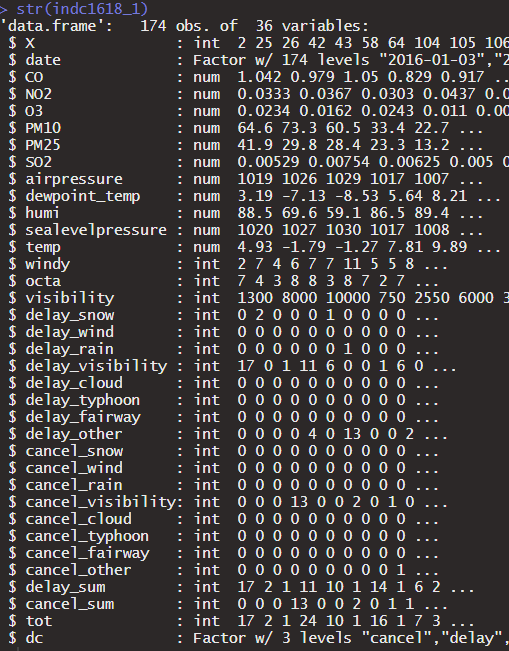 > str(indc1618_1)
'data.frame':   174 obs. of  36 variables:
 $ X                : int  2 25 26 42 43 58 64 104 105 106
 $ date             : Factor w/ 174 levels "2016-01-03","2
 $ CO               : num  1.042 0.979 1.05 0.829 0.917 ..
 $ NO2              : num  0.0333 0.0367 0.0303 0.0437 0.0
 $ O3               : num  0.0234 0.0162 0.0243 0.011 0.00
 $ PM10             : num  64.6 73.3 60.5 33.4 22.7 ...
 $ PM25             : num  41.9 29.8 28.4 23.3 13.2 ...
 $ SO2              : num  0.00529 0.00754 0.00625 0.005 0
 $ airpressure      : num  1019 1026 1029 1017 1007 ...
 $ dewpoint_temp    : num  3.19 -7.13 -8.53 5.64 8.21 ...
 $ humi             : num  88.5 69.6 59.1 86.5 89.4 ...
 $ sealevelpressure : num  1020 1027 1030 1017 1008 ...
 $ temp             : num  4.93 -1.79 -1.27 7.81 9.89 ...
 $ windy            : int  2 7 4 6 7 7 11 5 5 8 ...
 $ octa             : int  7 4 3 8 8 3 8 7 2 7 ...
 $ visibility       : int  1300 8000 10000 750 2550 6000 3
 $ delay_snow       : int  0 2 0 0 0 1 0 0 0 0 ...
 $ delay_wind       : int  0 0 0 0 0 0 0 0 0 0 ...
 $ delay_rain       : int  0 0 0 0 0 0 1 0 0 0 ...
 $ delay_visibility : int  17 0 1 11 6 0 0 1 6 0 ...
 $ delay_cloud      : int  0 0 0 0 0 0 0 0 0 0 ...
 $ delay_typhoon    : int  0 0 0 0 0 0 0 0 0 0 ...
 $ delay_fairway    : int  0 0 0 0 0 0 0 0 0 0 ...
 $ delay_other      : int  0 0 0 0 4 0 13 0 0 2 ...
 $ cancel_snow      : int  0 0 0 0 0 0 0 0 0 0 ...
 $ cancel_wind      : int  0 0 0 0 0 0 0 0 0 0 ...
 $ cancel_rain      : int  0 0 0 0 0 0 0 0 0 0 ...
 $ cancel_visibility: int  0 0 0 13 0 0 2 0 1 0 ...
 $ cancel_cloud     : int  0 0 0 0 0 0 0 0 0 0 ...
 $ cancel_typhoon   : int  0 0 0 0 0 0 0 0 0 0 ...
 $ cancel_fairway   : int  0 0 0 0 0 0 0 0 0 0 ...
 $ cancel_other     : int  0 0 0 0 0 0 0 0 0 1 ...
 $ delay_sum        : int  17 2 1 11 10 1 14 1 6 2 ...
 $ cancel_sum       : int  0 0 0 13 0 0 2 0 1 1 ...
 $ tot              : int  17 2 1 24 10 1 16 1 7 3 ...
 $ dc               : Factor w/ 3 levels "cancel","delay",